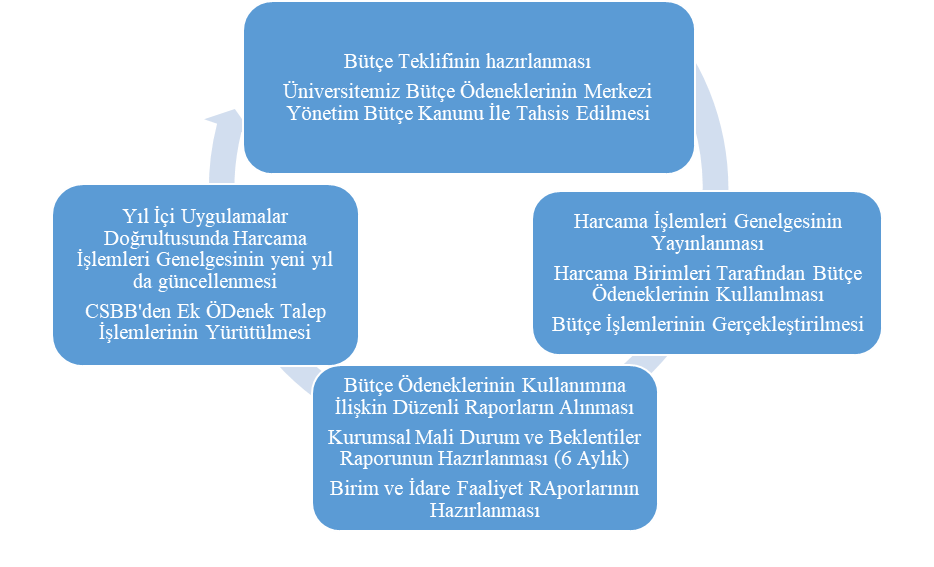 Bütçe Teklifinin hazırlanması
Üniversitemiz Bütçe Ödeneklerinin Merkezi
Yönetim Bütçe Kanunu İle Tahsis Edilmesi
Harcama İşlemleri Genelgesinin
Yayınlanması
Harcama Birimleri Tarafından Bütçe
Ödeneklerinin Kullanılması
Bütçe İşlemlerinin Gerçekleştirilmesi
Bütçe Ödeneklerinin Kullanımına
İlişkin Düzenli Raporların Alınması
Kurumsal Mali Durum ve Beklentiler
Raporunun Hazırlanması (6 Aylık)
Birim ve İdare Faaliyet RAporlarının
Hazırlanması
Yıl İçi Uygulamalar
Doğrultusunda Harcama
İşlemleri Genelgesinin yeni yıl
da güncellenmesi
CSBB'den Ek ÖDenek Talep
İşlemlerinin Yürütülmesi